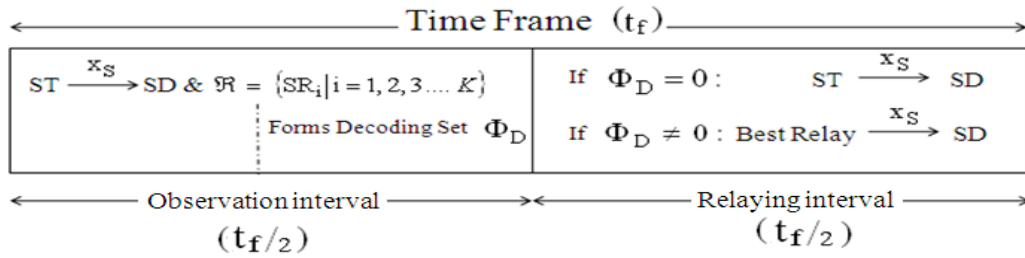 Time Frame (t_f)
ST —x_S→ SD & ℜ = {SR_i|i = 1, 2, 3 .... K}
Forms Decoding Set Φ_D
If Φ_D = 0 : ST —x_S→ SD
If Φ_D ≠ 0 : Best Relay —x_S→ SD
Observation interval
(t_f/2)
Relaying interval
(t_f/2)